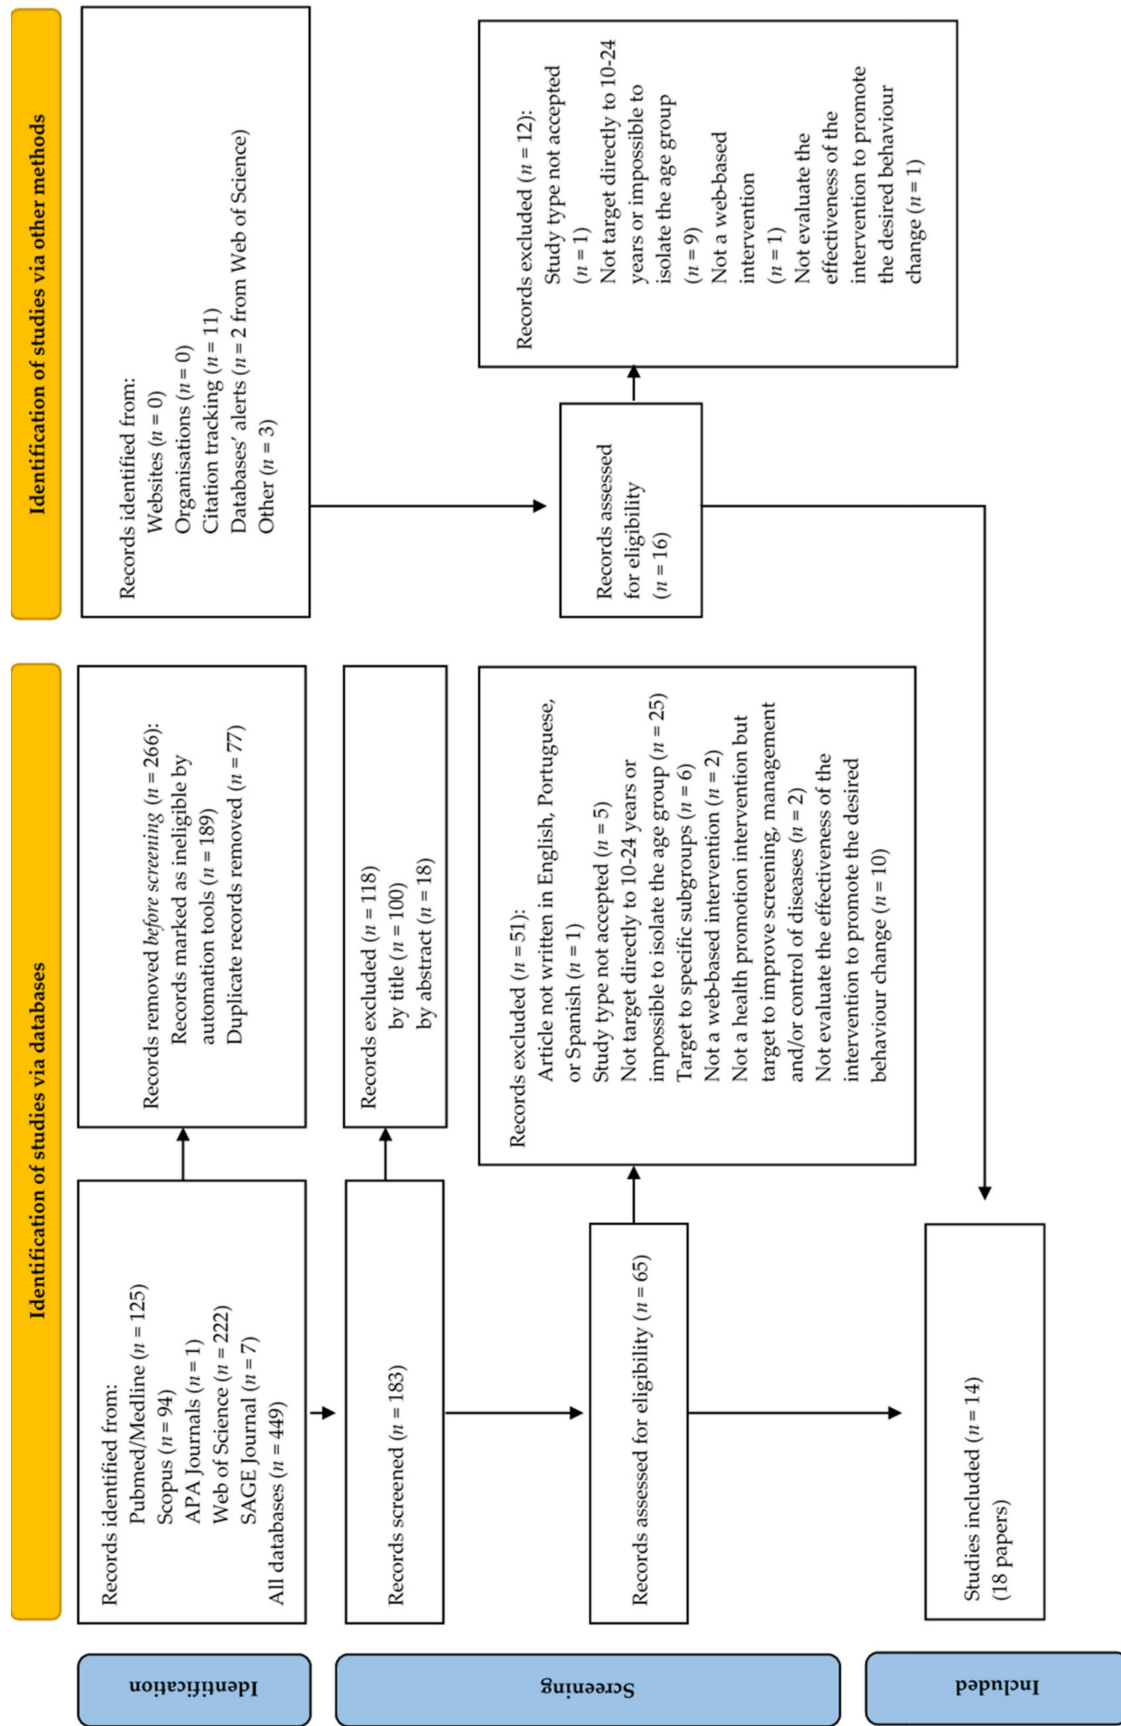 Identification of studies via databases
Identification of studies via other methods
Identification
Records identified from:
Pubmed/Medline (n = 125)
Scopus (n = 94)
APA Journals (n = 1)
Web of Science (n = 222)
SAGE Journal (n = 7)
All databases (n = 449)
Records removed before screening (n = 266):
Records marked as ineligible by
automation tools (n = 189)
Duplicate records removed (n = 77)
Records identified from:
Websites (n = 0)
Organisations (n = 0)
Citation tracking (n = 11)
Databases' alerts (n = 2 from Web of Science)
Other (n = 3)
Screening
Records screened (n = 183)
Records excluded (n = 118)
by title (n = 100)
by abstract (n = 18)
Records assessed for eligibility (n = 65)
Records excluded (n = 51):
Article not written in English, Portuguese,
or Spanish (n = 1)
Study type not accepted (n = 5)
Not target directly to 10-24 years or
impossible to isolate the age group (n = 25)
Target to specific subgroups (n = 6)
Not a web-based intervention (n = 2)
Not a health promotion intervention but
target to improve screening, management
and/or control of diseases (n = 2)
Not evaluate the effectiveness of the
intervention to promote the desired
behaviour change (n = 10)
Records assessed
for eligibility
(n = 16)
Records excluded (n = 12):
Study type not accepted
(n = 1)
Not target directly to 10-24
years or impossible to
isolate the age group
(n = 9)
Not a web-based
intervention
(n = 1)
Not evaluate the
effectiveness of the
intervention to promote
the desired behaviour
change (n = 1)
Included
Studies included (n = 14)
(18 papers)